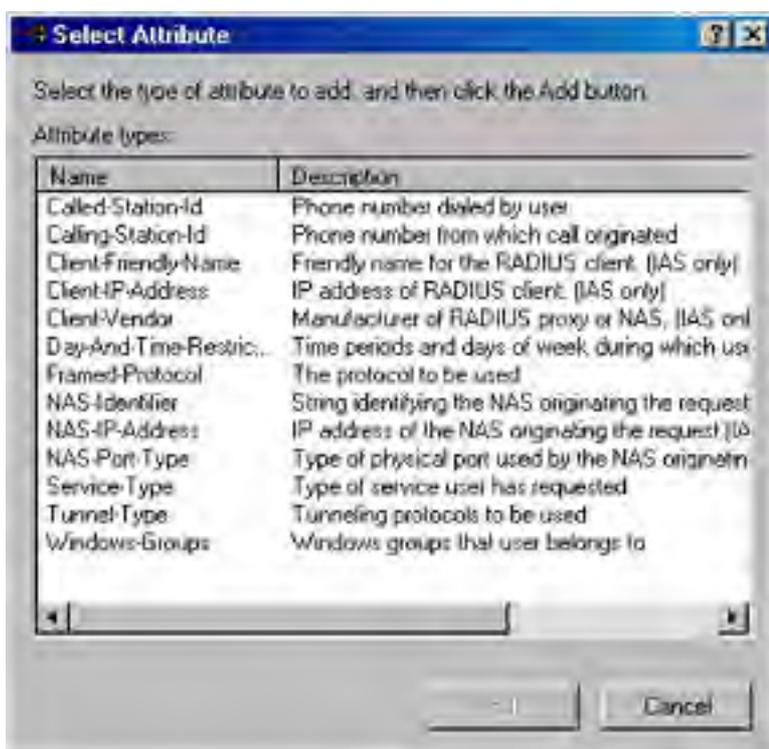 Select Attribute
Select the type of attribute to add, and then click the Add button.
Attribute types:
Name Description
Called-Station-Id Phone number dialed by user
Calling-Station-Id Phone number from which call originated
Client-Friendly-Name Friendly name for the RADIUS client. (IAS only)
Client-IP-Address IP address of RADIUS client. (IAS only)
Client-Vendor Manufacturer of RADIUS proxy or NAS. (IAS onl
Day-And-Time-Restric... Time periods and days of week during which use
Framed-Protocol The protocol to be used
NAS-Identifier String identifying the NAS originating the request
NAS-IP-Address IP address of the NAS originating the request (IA
NAS-Port-Type Type of physical port used by the NAS originatin
Service-Type Type of service user has requested
Tunnel-Type Tunneling protocols to be used
Windows-Groups Windows groups that user belongs to
Cancel